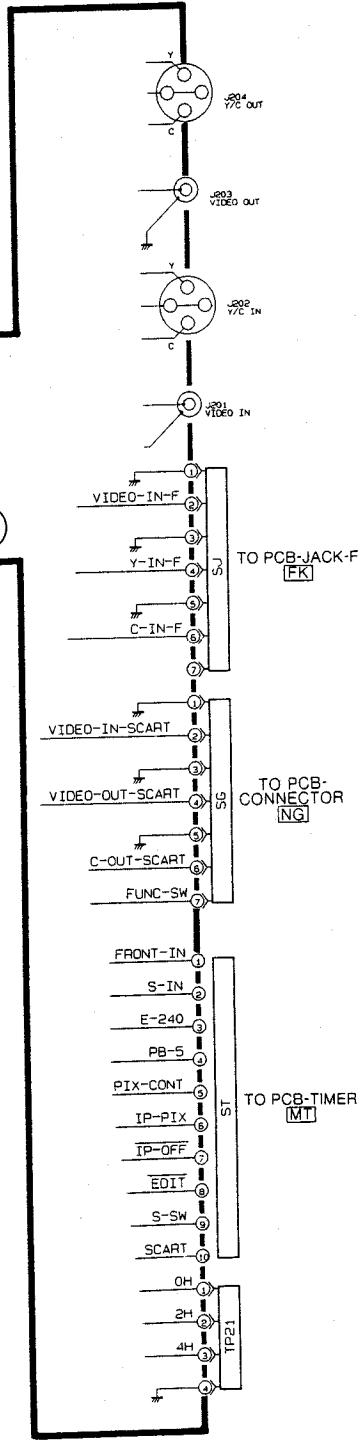 Y
J204
Y/C OUT
C
J203
VIDEO OUT
Y
J202
Y/C IN
C
J201
VIDEO IN
1
VIDEO-IN-F
2
3
Y-IN-F
4
5
C-IN-F
6
7
SJ
TO PCB-JACK-F
FK
1
VIDEO-IN-SCART
2
3
VIDEO-OUT-SCART
4
5
C-OUT-SCART
6
FUNC-SW
7
SG
TO PCB-
CONNECTOR
NG
FRONT-IN
1
S-IN
2
E-240
3
PB-5
4
PIX-CONT
5
IP-PIX
6
IP-OFF
7
EDIT
8
S-SW
9
SCART
10
ST
TO PCB-TIMER
MT
0H
1
2H
2
4H
3
4
TP21